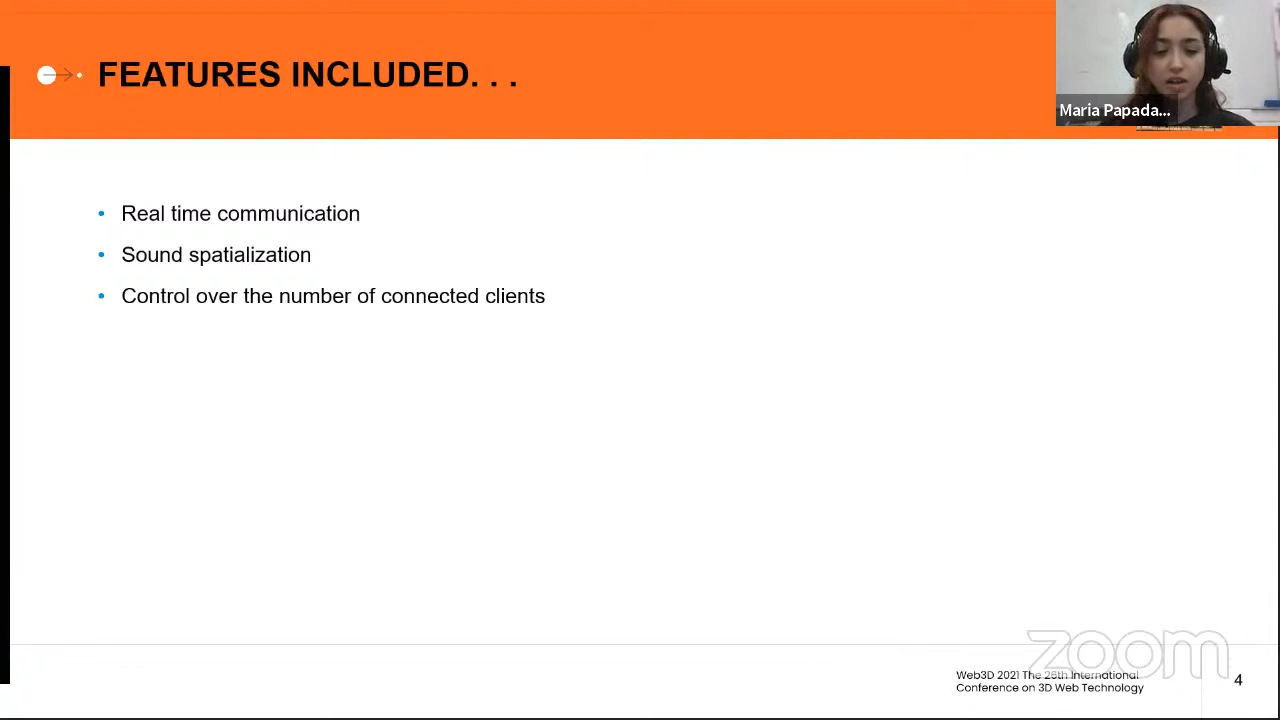 FEATURES INCLUDED. . .
Maria Papada...
• Real time communication
• Sound spatialization
• Control over the number of connected clients
zoom
Web3D 2021 The 26th International
Conference on 3D Web Technology
4